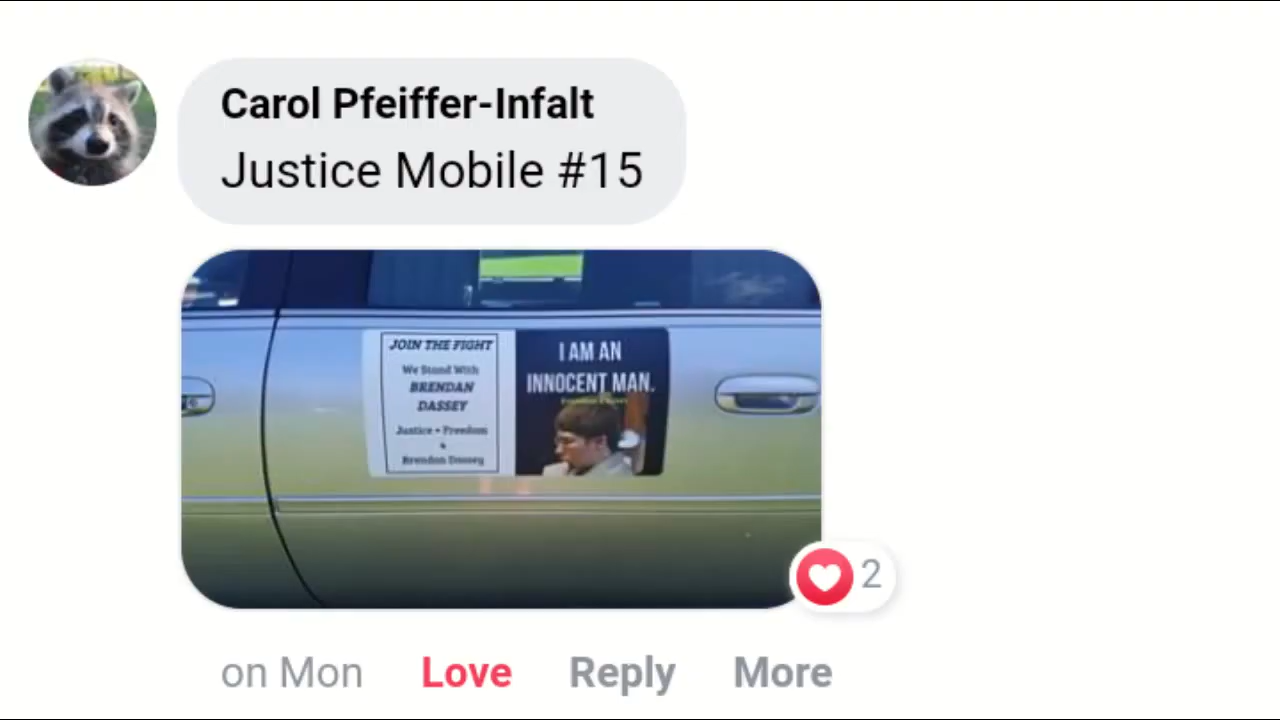 Carol Pfeiffer-Infalt
Justice Mobile #15
JOIN THE FIGHT
We Stand With
BRENDAN
DASSEY
Justice • Freedom
&
Brendan Dassey
I AM AN
INNOCENT MAN.
2
on Mon Love Reply More